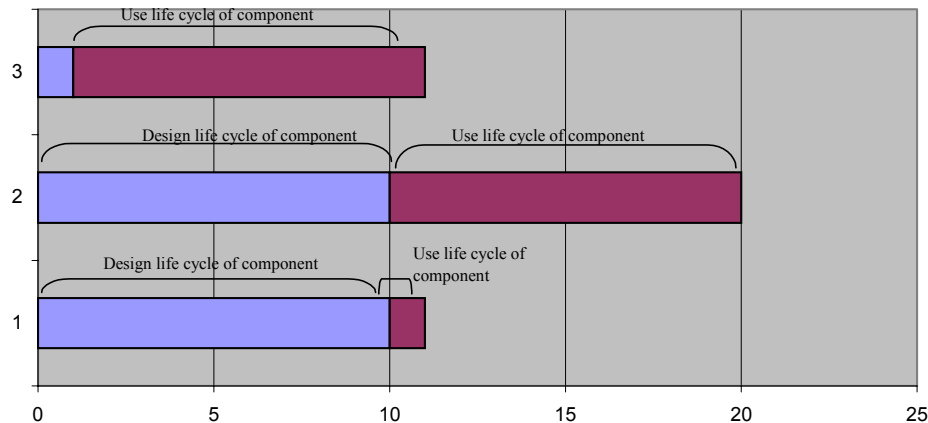 Use life cycle of component
3
Design life cycle of component
Use life cycle of component
2
Design life cycle of component
Use life cycle of
component
1
0 5 10 15 20 25